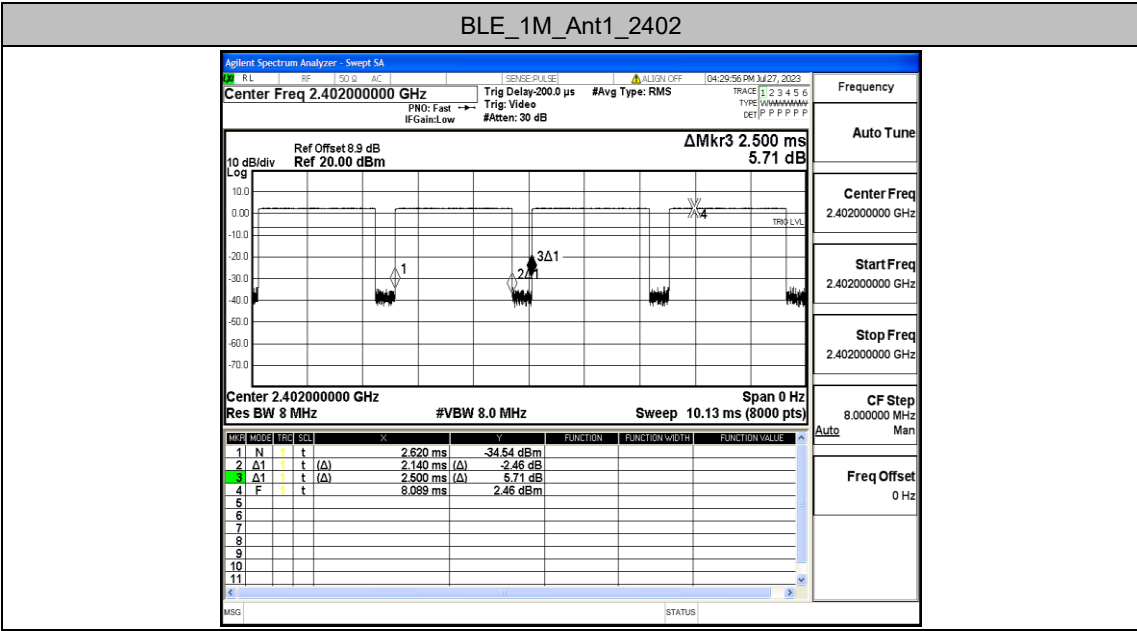 BLE_1M_Ant1_2402
Agilent Spectrum Analyzer - Swept SA
RL RF 50 Ω AC SENSE:PULSE ALIGN OFF 04:29:56 PM Jul 27, 2023
Center Freq 2.402000000 GHz
PNO: Fast
IFGain:Low
Trig Delay-200.0 μs
Trig: Video
#Atten: 30 dB
#Avg Type: RMS
TRACE 1 2 3 4 5 6
TYPE
DET P P P P P P
Frequency
Auto Tune
Center Freq
2.402000000 GHz
Start Freq
2.402000000 GHz
Stop Freq
2.402000000 GHz
CF Step
8.000000 MHz
Auto Man
Freq Offset
0 Hz
ΔMkr3 2.500 ms
5.71 dB
Ref Offset 8.9 dB
10 dB/div Ref 20.00 dBm
Log
10.0
0.00
-10.0
-20.0
-30.0
-40.0
-50.0
-60.0
-70.0
1
2Δ1
3Δ1
4
TRIG LVL
Center 2.402000000 GHz Span 0 Hz
Res BW 8 MHz #VBW 8.0 MHz Sweep 10.13 ms (8000 pts)
MKR MODE TRC SCL X Y FUNCTION FUNCTION WIDTH FUNCTION VALUE
1 N 1 t 2.620 ms -34.54 dBm
2 Δ1 1 t (Δ) 2.140 ms (Δ) -2.46 dB
3 Δ1 1 t (Δ) 2.500 ms (Δ) 5.71 dB
4 F 1 t 8.089 ms 2.46 dBm
5
6
7
8
9
10
11
MSG STATUS